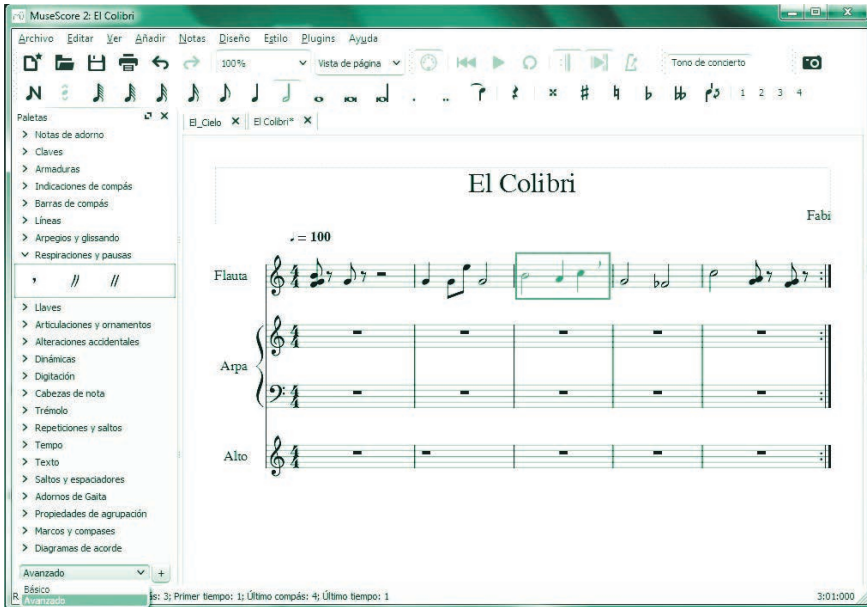 MuseScore 2: El Colibri
Archivo Editar Ver Añadir Notas Diseño Estilo Plugins Ayuda
100% Vista de página Tono de concierto
1 2 3 4
Paletas
El_Cielo El Colibri*
> Notas de adorno
> Claves
> Armaduras
> Indicaciones de compás
> Barras de compás
> Líneas
> Arpegios y glissando
Respiraciones y pausas
> Llaves
> Articulaciones y ornamentos
> Alteraciones accidentales
> Dinámicas
> Digitación
> Cabezas de nota
> Trémolo
> Repeticiones y saltos
> Tempo
> Texto
> Saltos y espaciadores
> Adornos de Gaita
> Propiedades de agrupación
> Marcos y compases
> Diagramas de acorde
Avanzado +
Básico
Avanzado
El Colibri
Fabi
= 100
Flauta
Arpa
Alto
3; Primer tiempo: 1; Último compás: 4; Último tiempo: 1
3:01:000